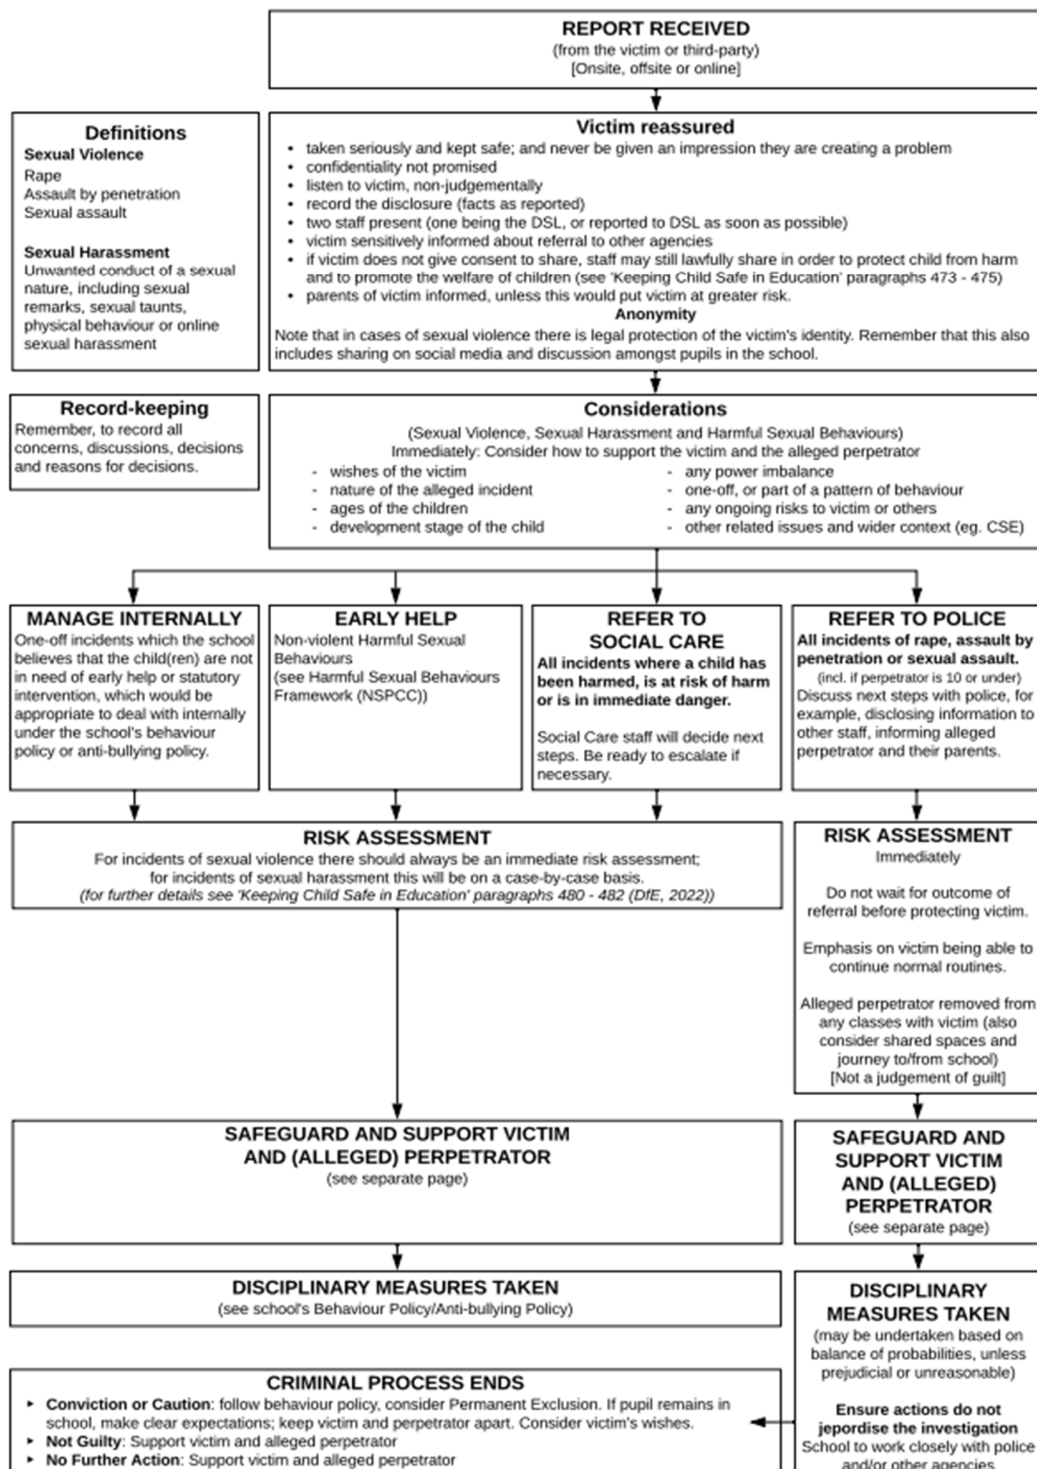 REPORT RECEIVED
(from the victim or third-party)
[Onsite, offsite or online]
Definitions
Sexual Violence
Rape
Assault by penetration
Sexual assault
Sexual Harassment
Unwanted conduct of a sexual
nature, including sexual
remarks, sexual taunts,
physical behaviour or online
sexual harassment
Victim reassured
• taken seriously and kept safe; and never be given an impression they are creating a problem
• confidentiality not promised
• listen to victim, non-judgementally
• record the disclosure (facts as reported)
• two staff present (one being the DSL, or reported to DSL as soon as possible)
• victim sensitively informed about referral to other agencies
• if victim does not give consent to share, staff may still lawfully share in order to protect child from harm
and to promote the welfare of children (see 'Keeping Child Safe in Education' paragraphs 473 - 475)
• parents of victim informed, unless this would put victim at greater risk.
Anonymity
Note that in cases of sexual violence there is legal protection of the victim's identity. Remember that this also
includes sharing on social media and discussion amongst pupils in the school.
Record-keeping
Remember, to record all
concerns, discussions, decisions
and reasons for decisions.
Considerations
(Sexual Violence, Sexual Harassment and Harmful Sexual Behaviours)
Immediately: Consider how to support the victim and the alleged perpetrator
- wishes of the victim
- nature of the alleged incident
- ages of the children
- development stage of the child
- any power imbalance
- one-off, or part of a pattern of behaviour
- any ongoing risks to victim or others
- other related issues and wider context (eg. CSE)
MANAGE INTERNALLY
One-off incidents which the school
believes that the child(ren) are not
in need of early help or statutory
intervention, which would be
appropriate to deal with internally
under the school's behaviour
policy or anti-bullying policy.
EARLY HELP
Non-violent Harmful Sexual
Behaviours
(see Harmful Sexual Behaviours
Framework (NSPCC))
REFER TO
SOCIAL CARE
All incidents where a child has
been harmed, is at risk of harm
or is in immediate danger.
Social Care staff will decide next
steps. Be ready to escalate if
necessary.
REFER TO POLICE
All incidents of rape, assault by
penetration or sexual assault.
(incl. if perpetrator is 10 or under)
Discuss next steps with police, for
example, disclosing information to
other staff, informing alleged
perpetrator and their parents.
RISK ASSESSMENT
For incidents of sexual violence there should always be an immediate risk assessment;
for incidents of sexual harassment this will be on a case-by-case basis.
(for further details see 'Keeping Child Safe in Education' paragraphs 480 - 482 (DfE, 2022))
RISK ASSESSMENT
Immediately
Do not wait for outcome of
referral before protecting victim.
Emphasis on victim being able to
continue normal routines.
Alleged perpetrator removed from
any classes with victim (also
consider shared spaces and
journey to/from school)
[Not a judgement of guilt]
SAFEGUARD AND SUPPORT VICTIM
AND (ALLEGED) PERPETRATOR
(see separate page)
SAFEGUARD AND
SUPPORT VICTIM
AND (ALLEGED)
PERPETRATOR
(see separate page)
DISCIPLINARY MEASURES TAKEN
(see school's Behaviour Policy/Anti-bullying Policy)
DISCIPLINARY
MEASURES TAKEN
(may be undertaken based on
balance of probabilities, unless
prejudicial or unreasonable)
Ensure actions do not
jepordise the investigation
School to work closely with police
and/or other agencies
CRIMINAL PROCESS ENDS
▸ Conviction or Caution: follow behaviour policy, consider Permanent Exclusion. If pupil remains in
school, make clear expectations; keep victim and perpetrator apart. Consider victim's wishes.
▸ Not Guilty: Support victim and alleged perpetrator
▸ No Further Action: Support victim and alleged perpetrator